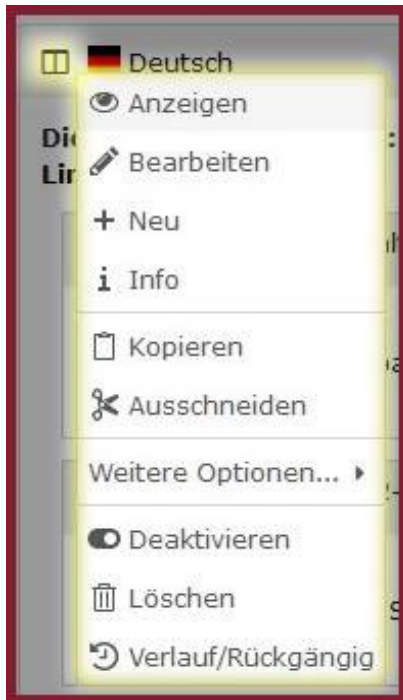 Deutsch
Anzeigen
Bearbeiten
Neu
Info
Kopieren
Ausschneiden
Weitere Optionen...
Deaktivieren
Löschen
Verlauf/Rückgängig